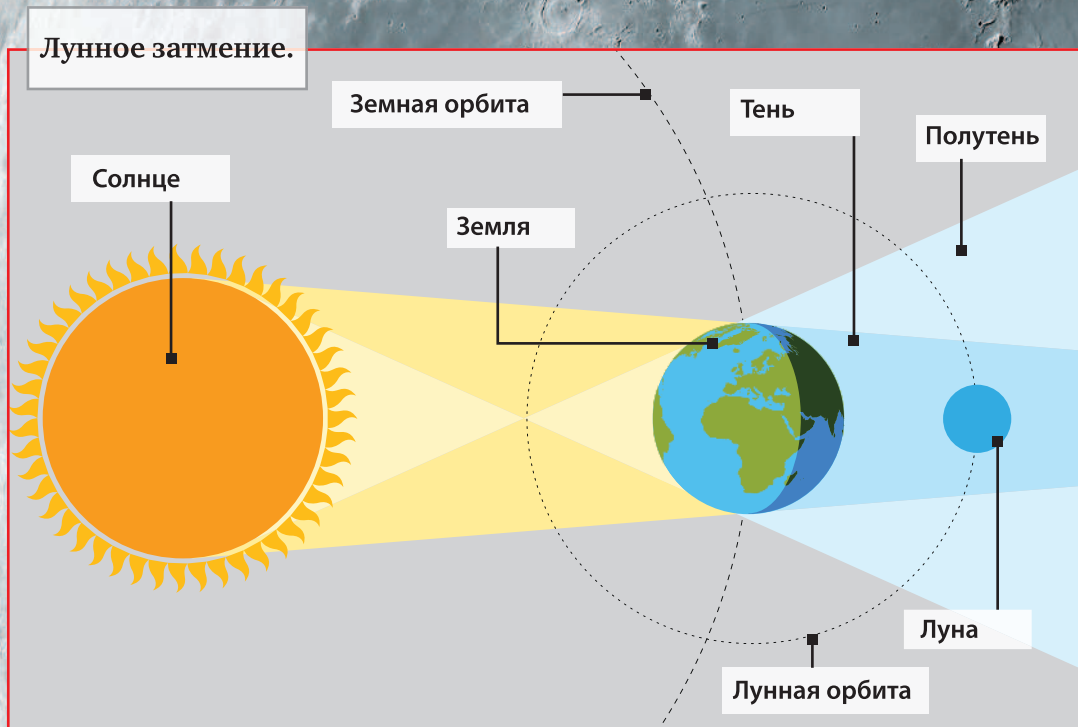 Лунное затмение.
Земная орбита
Тень
Полутень
Солнце
Земля
Луна
Лунная орбита